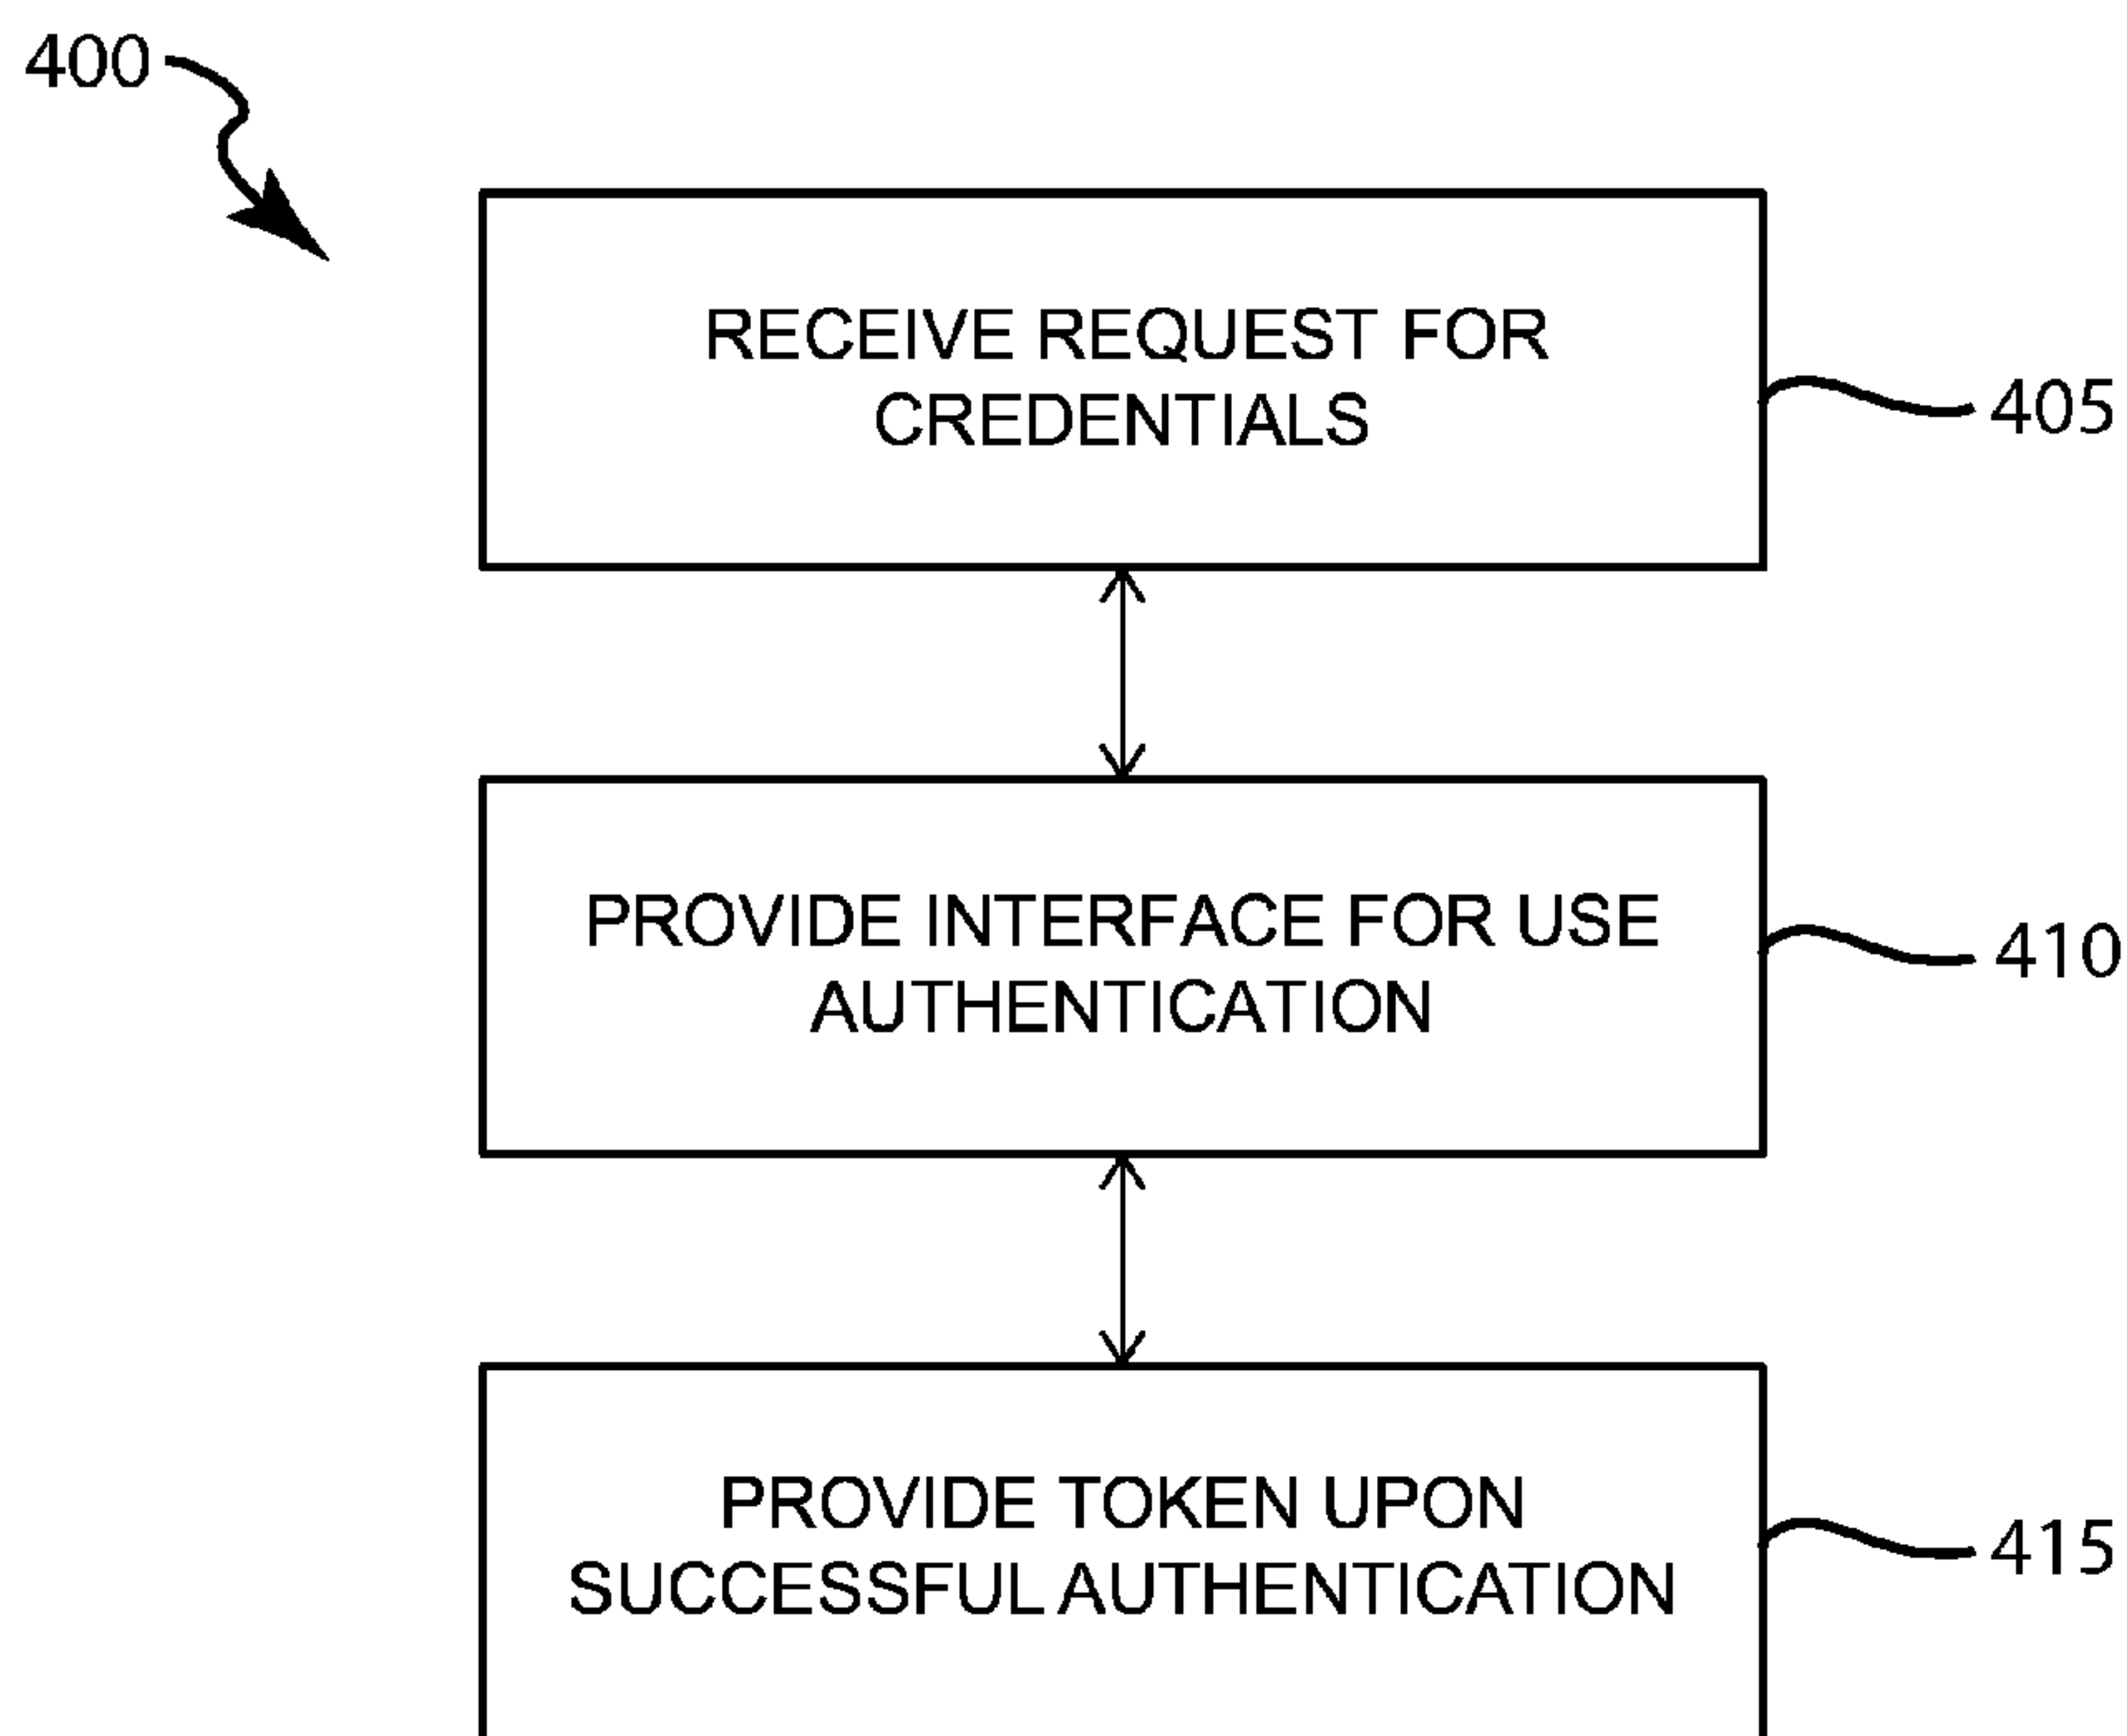 400
RECEIVE REQUEST FOR
CREDENTIALS
405
PROVIDE INTERFACE FOR USE
AUTHENTICATION
410
PROVIDE TOKEN UPON
SUCCESSFUL AUTHENTICATION
415